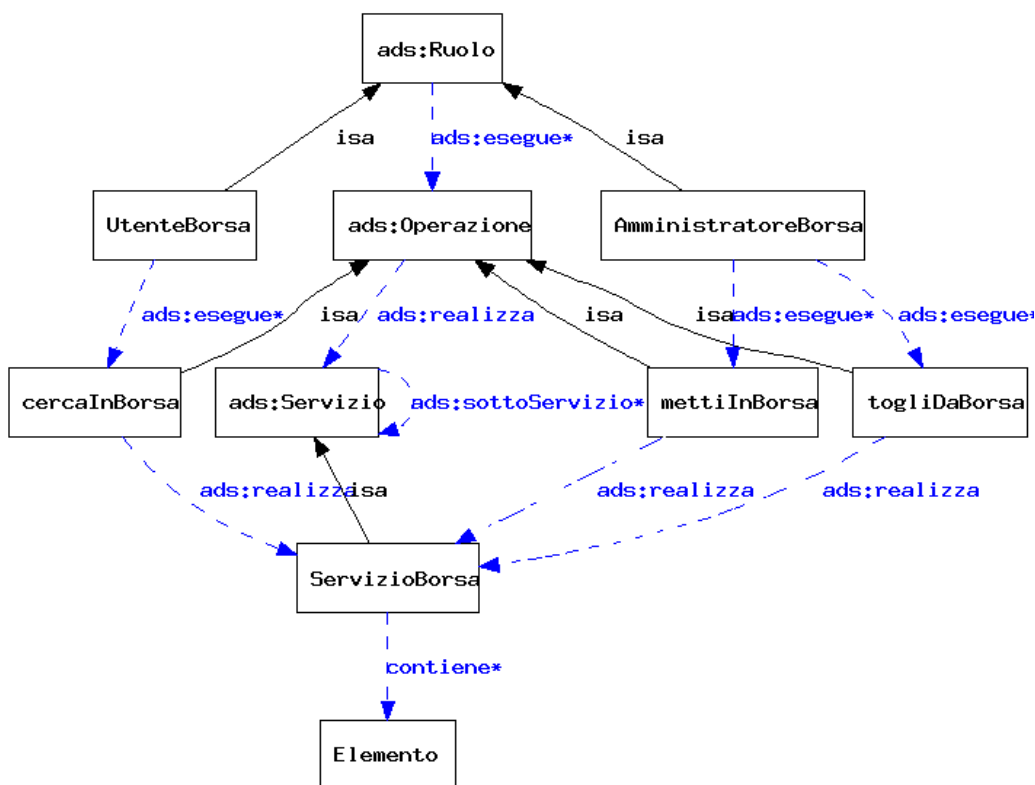 ads:Ruolo
isa
ads:esegue*
isa
UtenteBorsa
ads:Operazione
AmministratoreBorsa
ads:esegue*
isa
ads:realizza
isa
isa
ads:esegue*
ads:esegue*
cercaInBorsa
ads:Servizio
ads:sottoServizio*
mettiInBorsa
togliDaBorsa
ads:realizza
isa
ads:realizza
ads:realizza
ServizioBorsa
contiene*
Elemento